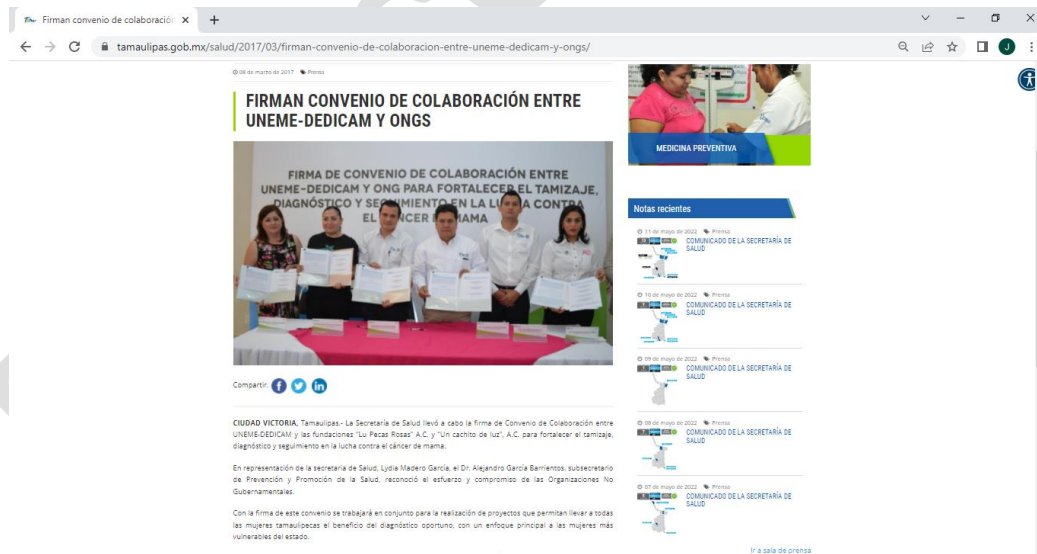 Firman convenio de colaboración
tamaulipas.gob.mx/salud/2017/03/firman-convenio-de-colaboracion-entre-uneme-dedicam-y-ongs/
J
08 de marzo de 2017 Prensa
FIRMAN CONVENIO DE COLABORACIÓN ENTRE
UNEME-DEDICAM Y ONGS
FIRMA DE CONVENIO DE COLABORACIÓN ENTRE
UNEME-DEDICAM Y ONG PARA FORTALECER EL TAMIZAJE,
DIAGNÓSTICO Y SEGUIMIENTO EN LA LUCHA CONTRA
EL CÁNCER MAMA
Compartir:
CIUDAD VICTORIA, Tamaulipas.- La Secretaría de Salud llevó a cabo la firma de Convenio de Colaboración entre
UNEME-DEDICAM y las fundaciones “Lu Pecas Rosas” A.C. y “Un cachito de luz”, A.C. para fortalecer el tamizaje,
diagnóstico y seguimiento en la lucha contra el cáncer de mama.
En representación de la secretaria de Salud, Lydia Madero García, el Dr. Alejandro García Barrientos, subsecretario
de Prevención y Promoción de la Salud, reconoció el esfuerzo y compromiso de las Organizaciones No
Gubernamentales.
Con la firma de este convenio se trabajará en conjunto para la realización de proyectos que permitan llevar a todas
las mujeres tamaulipecas el beneficio del diagnóstico oportuno, con un enfoque principal a las mujeres más
vulnerables del estado.
MEDICINA PREVENTIVA
Notas recientes
11 de mayo de 2022 Prensa
COMUNICADO DE LA SECRETARÍA DE
SALUD
10 de mayo de 2022 Prensa
COMUNICADO DE LA SECRETARÍA DE
SALUD
09 de mayo de 2022 Prensa
COMUNICADO DE LA SECRETARÍA DE
SALUD
08 de mayo de 2022 Prensa
COMUNICADO DE LA SECRETARÍA DE
SALUD
07 de mayo de 2022 Prensa
COMUNICADO DE LA SECRETARÍA DE
SALUD
Ir a sala de prensa